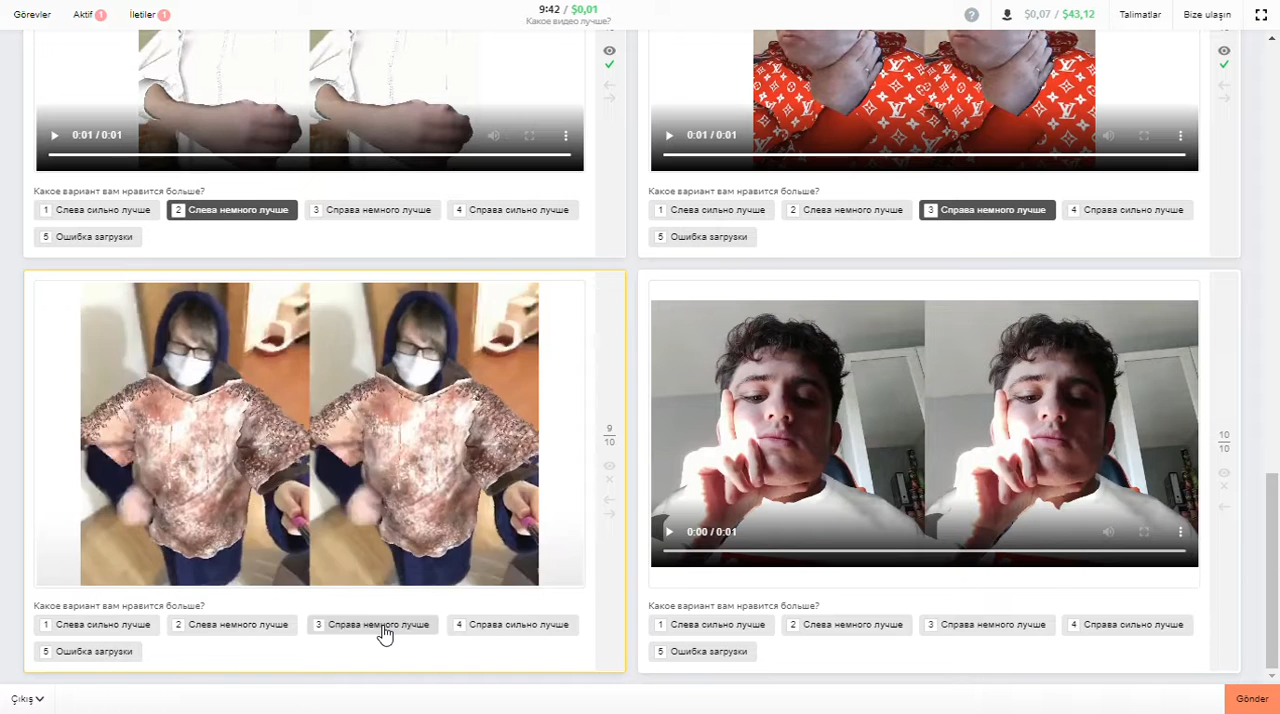 Görevler Aktif 1 İletiler 1 9:42 / $0,01 ? $0,07 / $43,12 Talimatlar Bize ulaşın
Какое видео лучше?
0:01 / 0:01 0:01 / 0:01
Какое вариант вам нравится больше? Какое вариант вам нравится больше?
1 Слева сильно лучше 2 Слева немного лучше 3 Справа немного лучше 4 Справа сильно лучше 1 Слева сильно лучше 2 Слева немного лучше 3 Справа немного лучше 4 Справа сильно лучше
5 Ошибка загрузки 5 Ошибка загрузки
9
10
10
10
0:00 / 0:01
Какое вариант вам нравится больше? Какое вариант вам нравится больше?
1 Слева сильно лучше 2 Слева немного лучше 3 Справа немного лучше 4 Справа сильно лучше 1 Слева сильно лучше 2 Слева немного лучше 3 Справа немного лучше 4 Справа сильно лучше
5 Ошибка загрузки 5 Ошибка загрузки
Çıkış Gönder